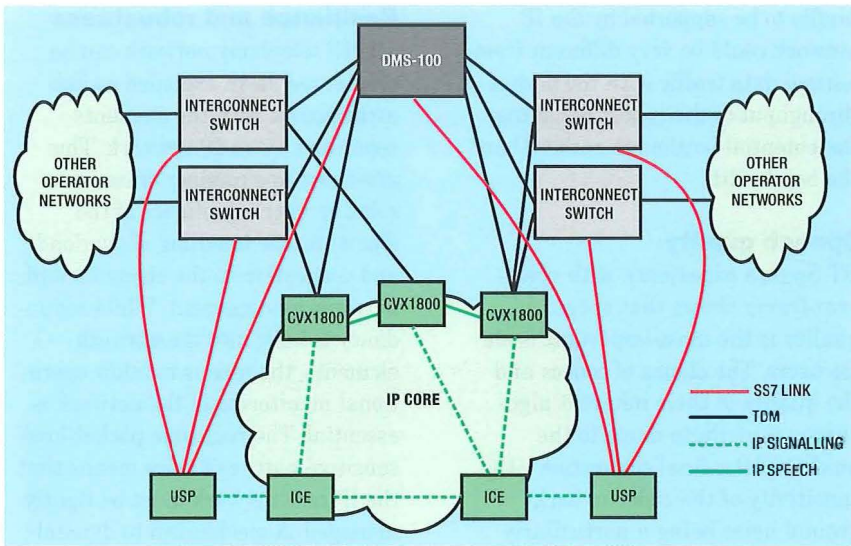 DMS-100
INTERCONNECT
SWITCH
INTERCONNECT
SWITCH
OTHER
OPERATOR
NETWORKS
INTERCONNECT
SWITCH
INTERCONNECT
SWITCH
OTHER
OPERATOR
NETWORKS
CVX1800
CVX1800
CVX1800
IP CORE
USP
ICE
ICE
USP
SS7 LINK
TDM
IP SIGNALLING
IP SPEECH